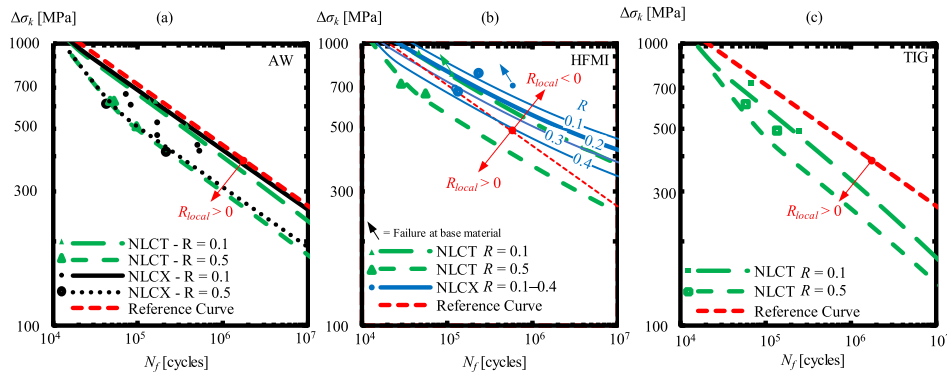 Δσk [MPa] (a)
1000
700
500
300
100
AW
Rlocal > 0
NLCT - R = 0.1
NLCT - R = 0.5
NLCX - R = 0.1
NLCX - R = 0.5
Reference Curve
10^4 10^5 10^6 10^7
Nf [cycles]
Δσk [MPa] (b)
1000
700
500
300
100
HFMI
Rlocal < 0
R
0.1
0.2
0.3
0.4
Rlocal > 0
= Failure at base material
NLCT R = 0.1
NLCT R = 0.5
NLCX R = 0.1–0.4
Reference Curve
10^4 10^5 10^6 10^7
Nf [cycles]
Δσk [MPa] (c)
1000
700
500
300
100
TIG
Rlocal > 0
NLCT R = 0.1
NLCT R = 0.5
Reference Curve
10^4 10^5 10^6 10^7
Nf [cycles]